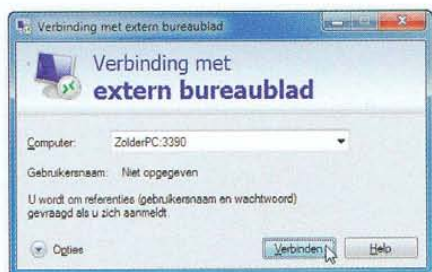 Verbinding met extern bureaublad
Verbinding met
extern bureaublad
Computer: ZolderPC:3390
Gebruikersnaam: Niet opgegeven
U wordt om referenties (gebruikersnaam en wachtwoord)
gevraagd als u zich aanmeldt.
Opties Verbinden Help